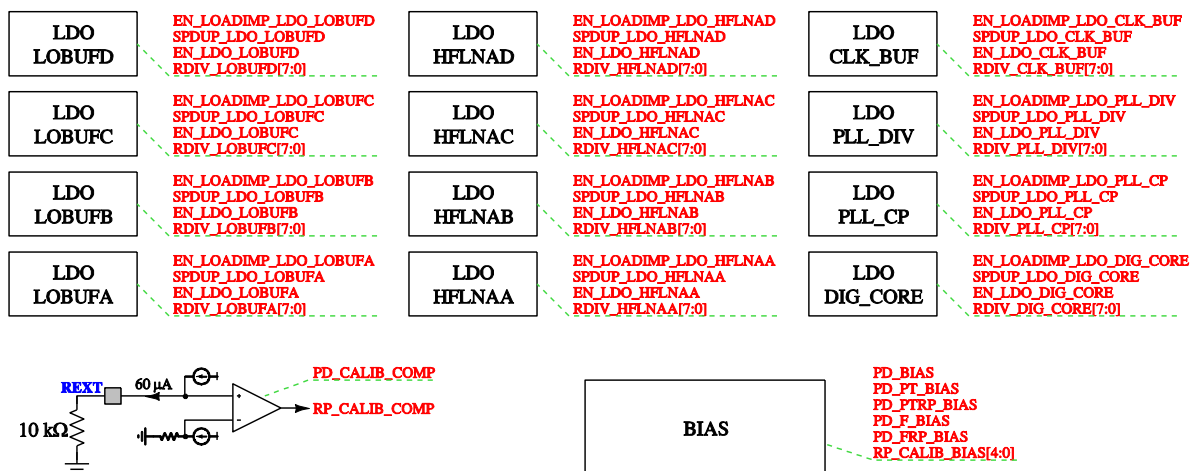 LDO
LOBUFD
EN_LOADIMP_LDO_LOBUFD
SPDUP_LDO_LOBUFD
EN_LDO_LOBUFD
RDIV_LOBUFD[7:0]
LDO
HFLNAD
EN_LOADIMP_LDO_HFLNAD
SPDUP_LDO_HFLNAD
EN_LDO_HFLNAD
RDIV_HFLNAD[7:0]
LDO
CLK_BUF
EN_LOADIMP_LDO_CLK_BUF
SPDUP_LDO_CLK_BUF
EN_LDO_CLK_BUF
RDIV_CLK_BUF[7:0]
LDO
LOBUFC
EN_LOADIMP_LDO_LOBUFC
SPDUP_LDO_LOBUFC
EN_LDO_LOBUFC
RDIV_LOBUFC[7:0]
LDO
HFLNAC
EN_LOADIMP_LDO_HFLNAC
SPDUP_LDO_HFLNAC
EN_LDO_HFLNAC
RDIV_HFLNAC[7:0]
LDO
PLL_DIV
EN_LOADIMP_LDO_PLL_DIV
SPDUP_LDO_PLL_DIV
EN_LDO_PLL_DIV
RDIV_PLL_DIV[7:0]
LDO
LOBUFB
EN_LOADIMP_LDO_LOBUFB
SPDUP_LDO_LOBUFB
EN_LDO_LOBUFB
RDIV_LOBUFB[7:0]
LDO
HFLNAB
EN_LOADIMP_LDO_HFLNAB
SPDUP_LDO_HFLNAB
EN_LDO_HFLNAB
RDIV_HFLNAB[7:0]
LDO
PLL_CP
EN_LOADIMP_LDO_PLL_CP
SPDUP_LDO_PLL_CP
EN_LDO_PLL_CP
RDIV_PLL_CP[7:0]
LDO
LOBUFA
EN_LOADIMP_LDO_LOBUFA
SPDUP_LDO_LOBUFA
EN_LDO_LOBUFA
RDIV_LOBUFA[7:0]
LDO
HFLNAA
EN_LOADIMP_LDO_HFLNAA
SPDUP_LDO_HFLNAA
EN_LDO_HFLNAA
RDIV_HFLNAA[7:0]
LDO
DIG_CORE
EN_LOADIMP_LDO_DIG_CORE
SPDUP_LDO_DIG_CORE
EN_LDO_DIG_CORE
RDIV_DIG_CORE[7:0]
REXT
60 µA
10 kΩ
+
-
PD_CALIB_COMP
RP_CALIB_COMP
BIAS
PD_BIAS
PD_PT_BIAS
PD_PTRP_BIAS
PD_F_BIAS
PD_FRP_BIAS
RP_CALIB_BIAS[4:0]